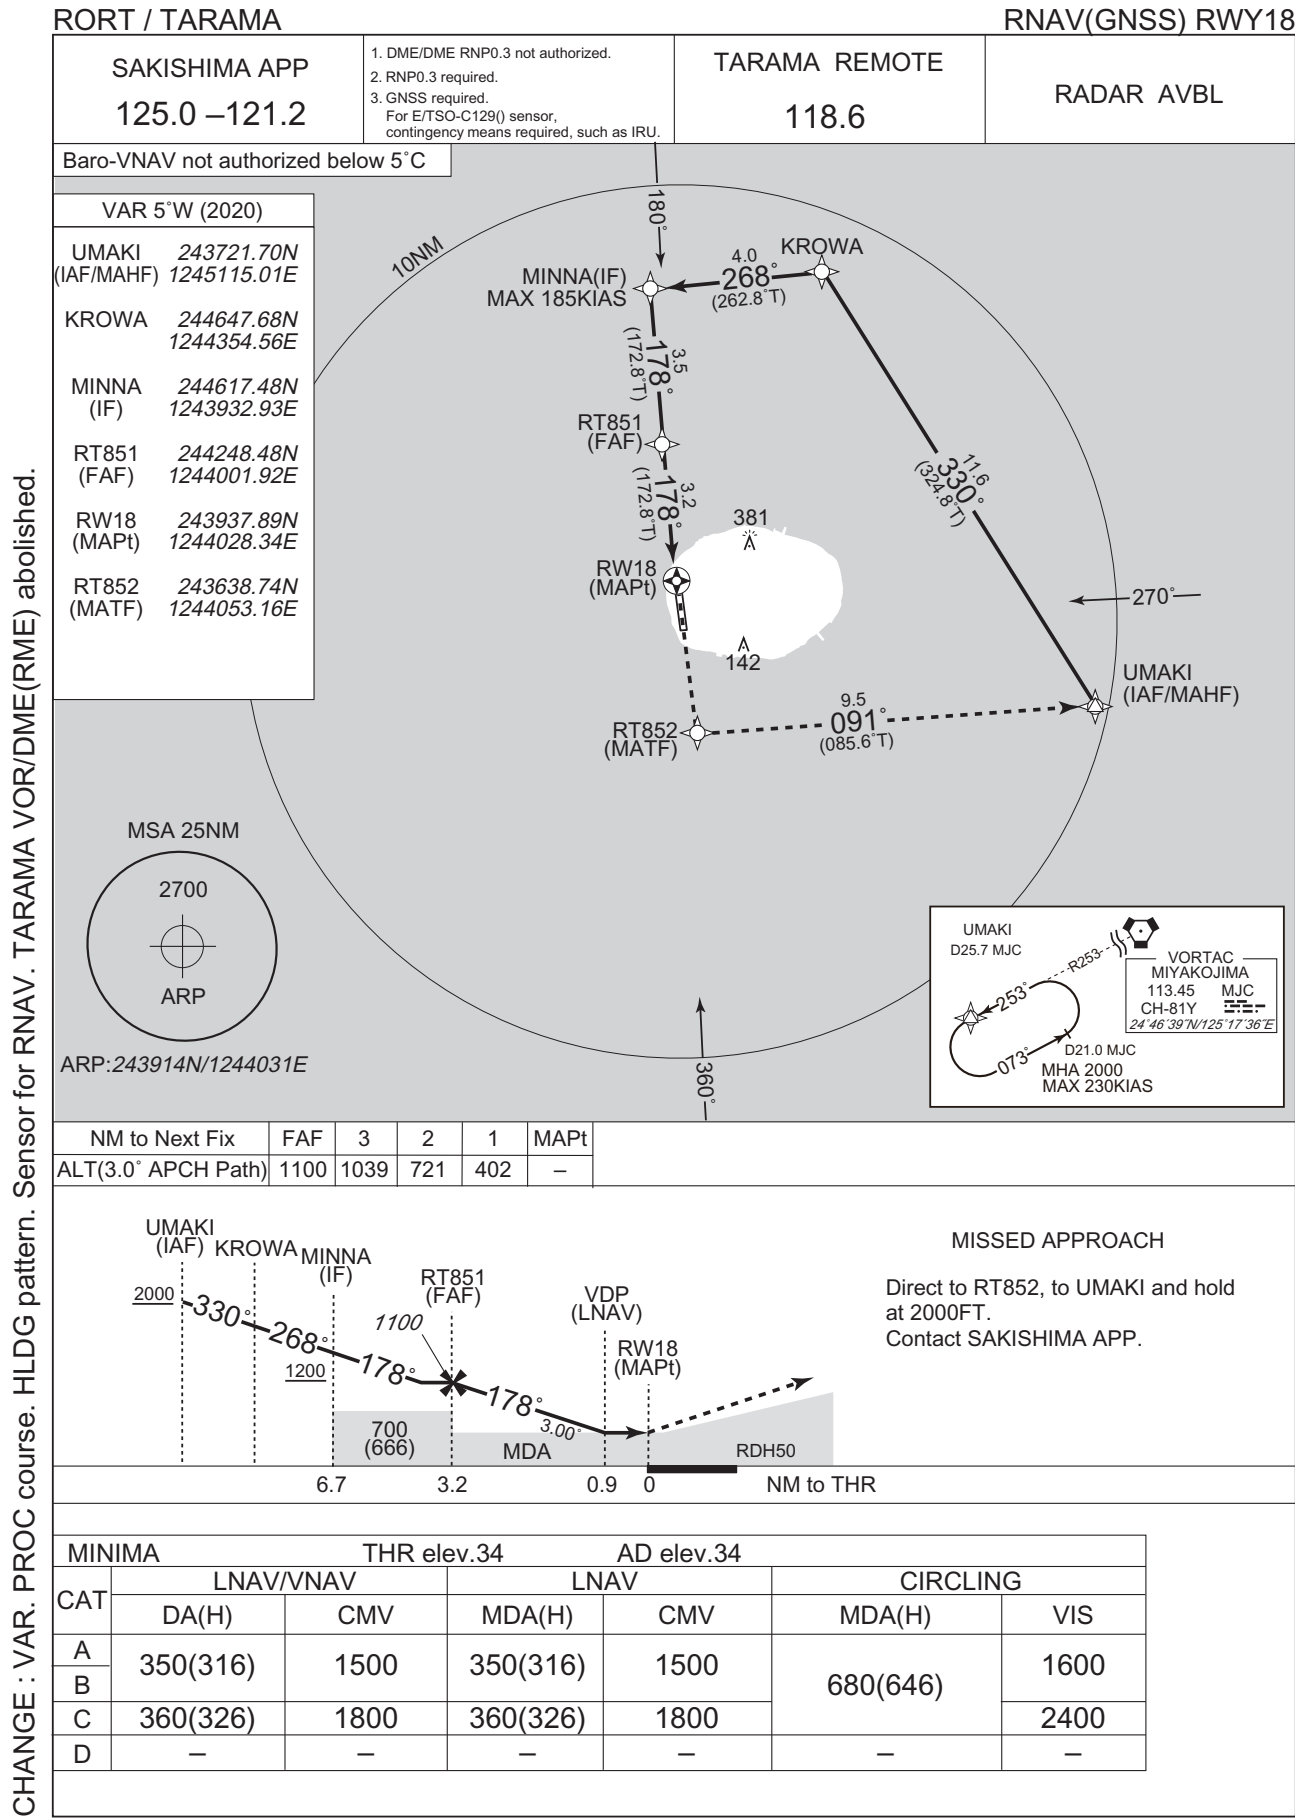 RORT / TARAMA
RNAV(GNSS) RWY18
SAKISHIMA APP
125.0 –121.2
1. DME/DME RNP0.3 not authorized.
2. RNP0.3 required.
3. GNSS required.
For E/TSO-C129() sensor,
contingency means required, such as IRU.
TARAMA REMOTE
118.6
RADAR AVBL
Baro-VNAV not authorized below 5˚C
VAR 5˚W (2020)
UMAKI 243721.70N
(IAF/MAHF) 1245115.01E
KROWA 244647.68N
1244354.56E
MINNA 244617.48N
(IF) 1243932.93E
RT851 244248.48N
(FAF) 1244001.92E
RW18 243937.89N
(MAPt) 1244028.34E
RT852 243638.74N
(MATF) 1244053.16E
10NM
180˚
KROWA
4.0
268˚
(262.8˚T)
MINNA(IF)
MAX 185KIAS
3.5
178˚
(172.8˚T)
RT851
(FAF)
3.2
178˚
(172.8˚T)
11.6
330˚
(324.8˚T)
381
RW18
(MAPt)
142
270˚
UMAKI
(IAF/MAHF)
9.5
091˚
(085.6˚T)
RT852
(MATF)
360˚
MSA 25NM
2700
ARP
ARP:243914N/1244031E
UMAKI
D25.7 MJC
R253
253˚
073˚
D21.0 MJC
MHA 2000
MAX 230KIAS
VORTAC
MIYAKOJIMA
113.45 MJC
CH-81Y
24˚46´39˝N/125˚17´36˝E
NM to Next Fix FAF 3 2 1 MAPt
ALT(3.0˚ APCH Path) 1100 1039 721 402 –
UMAKI
(IAF)
KROWA
MINNA
(IF)
RT851
(FAF)
VDP
(LNAV)
RW18
(MAPt)
2000
330˚
268˚
1200
178˚
1100
178˚
3.00˚
700
(666)
MDA
RDH50
6.7 3.2 0.9 0 NM to THR
MISSED APPROACH
Direct to RT852, to UMAKI and hold
at 2000FT.
Contact SAKISHIMA APP.
MINIMA THR elev.34 AD elev.34
CAT LNAV/VNAV LNAV CIRCLING
DA(H) CMV MDA(H) CMV MDA(H) VIS
A
B
350(316) 1500 350(316) 1500 680(646) 1600
C 360(326) 1800 360(326) 1800 2400
D – – – – – –
CHANGE : VAR. PROC course. HLDG pattern. Sensor for RNAV. TARAMA VOR/DME(RME) abolished.